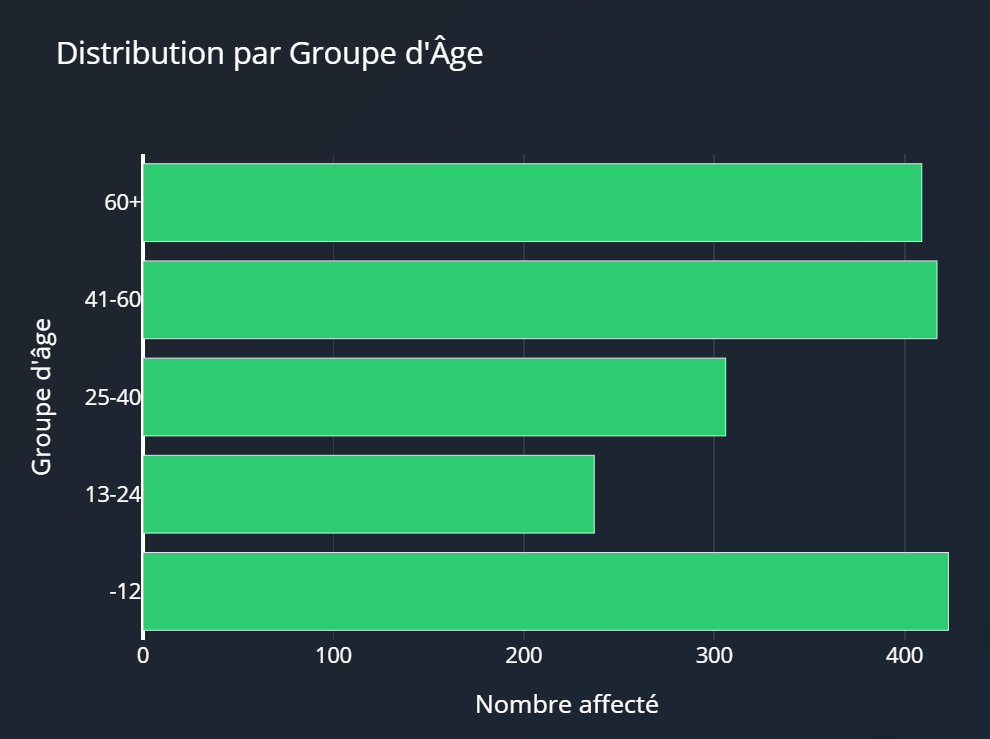 Distribution par Groupe d'Âge
Groupe d'âge
60+
41-60
25-40
13-24
-12
0 100 200 300 400
Nombre affecté